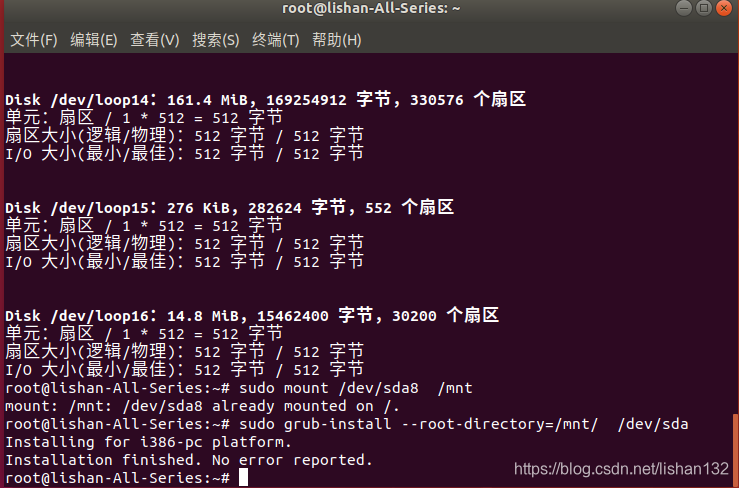 root@lishan-All-Series: ~
文件(F) 编辑(E) 查看(V) 搜索(S) 终端(T) 帮助(H)
Disk /dev/loop14：161.4 MiB，169254912 字节，330576 个扇区
单元：扇区 / 1 * 512 = 512 字节
扇区大小(逻辑/物理)：512 字节 / 512 字节
I/O 大小(最小/最佳)：512 字节 / 512 字节
Disk /dev/loop15：276 KiB，282624 字节，552 个扇区
单元：扇区 / 1 * 512 = 512 字节
扇区大小(逻辑/物理)：512 字节 / 512 字节
I/O 大小(最小/最佳)：512 字节 / 512 字节
Disk /dev/loop16：14.8 MiB，15462400 字节，30200 个扇区
单元：扇区 / 1 * 512 = 512 字节
扇区大小(逻辑/物理)：512 字节 / 512 字节
I/O 大小(最小/最佳)：512 字节 / 512 字节
root@lishan-All-Series:~# sudo mount /dev/sda8  /mnt
mount: /mnt: /dev/sda8 already mounted on /.
root@lishan-All-Series:~# sudo grub-install --root-directory=/mnt/  /dev/sda
Installing for i386-pc platform.
Installation finished. No error reported.
root@lishan-All-Series:~#
https://blog.csdn.net/lishan132